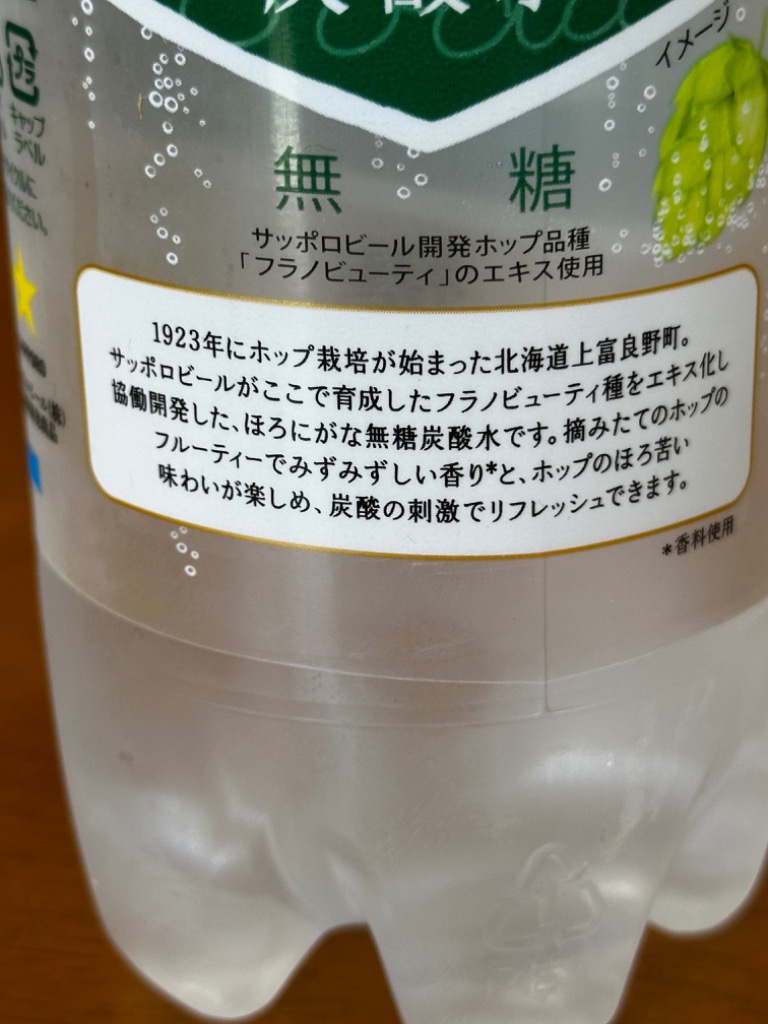 炭酸水
イメージ
プラ
キャップ
ラベル
無糖
サッポロビール開発ホップ品種
「フラノビューティ」のエキス使用
1923年にホップ栽培が始まった北海道上富良野町。
サッポロビールがここで育成したフラノビューティ種をエキス化し
協働開発した、ほろにがな無糖炭酸水です。摘みたてのホップの
フルーティーでみずみずしい香り*と、ホップのほろ苦い
味わいが楽しめ、炭酸の刺激でリフレッシュできます。
*香料使用